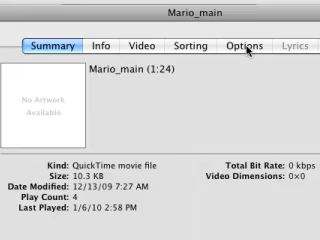 Mario_main
Summary Info Video Sorting Options Lyrics
Mario_main (1:24)
No Artwork
Available
Kind: QuickTime movie file
Size: 10.3 KB
Date Modified: 12/13/09 7:27 AM
Play Count: 4
Last Played: 1/6/10 2:58 PM
Total Bit Rate: 0 kbps
Video Dimensions: 0×0